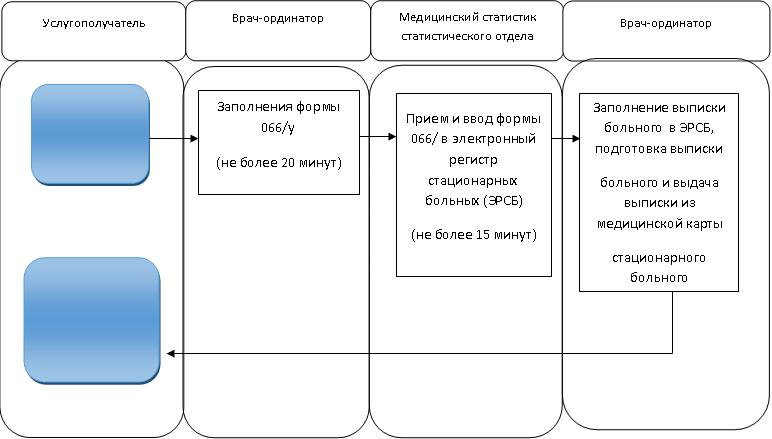 Услугополучатель
Врач-ординатор
Медицинский статистик
статистического отдела
Врач-ординатор
Заполнения формы
066/у
(не более 20 минут)
Прием и ввод формы
066/ в электронный
регистр
стационарных
больных (ЭРСБ)
(не более 15 минут)
Заполнение выписки
больного в ЭРСБ,
подготовка выписки
больного и выдача
выписки из
медицинской карты
стационарного
больного